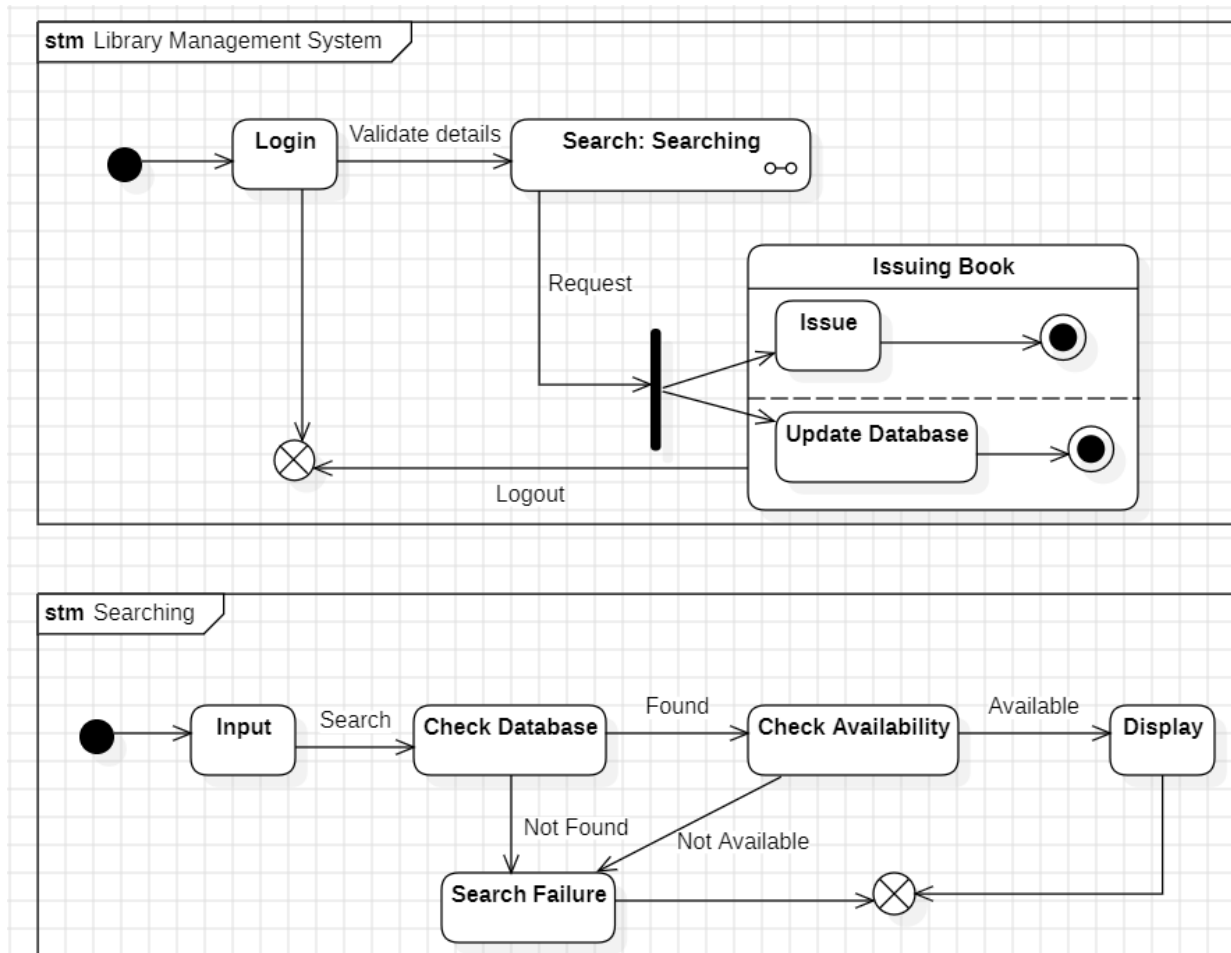 stm Library Management System
Login
Validate details
Search: Searching
Request
Issuing Book
Issue
Update Database
Logout
stm Searching
Input
Search
Check Database
Found
Check Availability
Available
Display
Not Found
Not Available
Search Failure